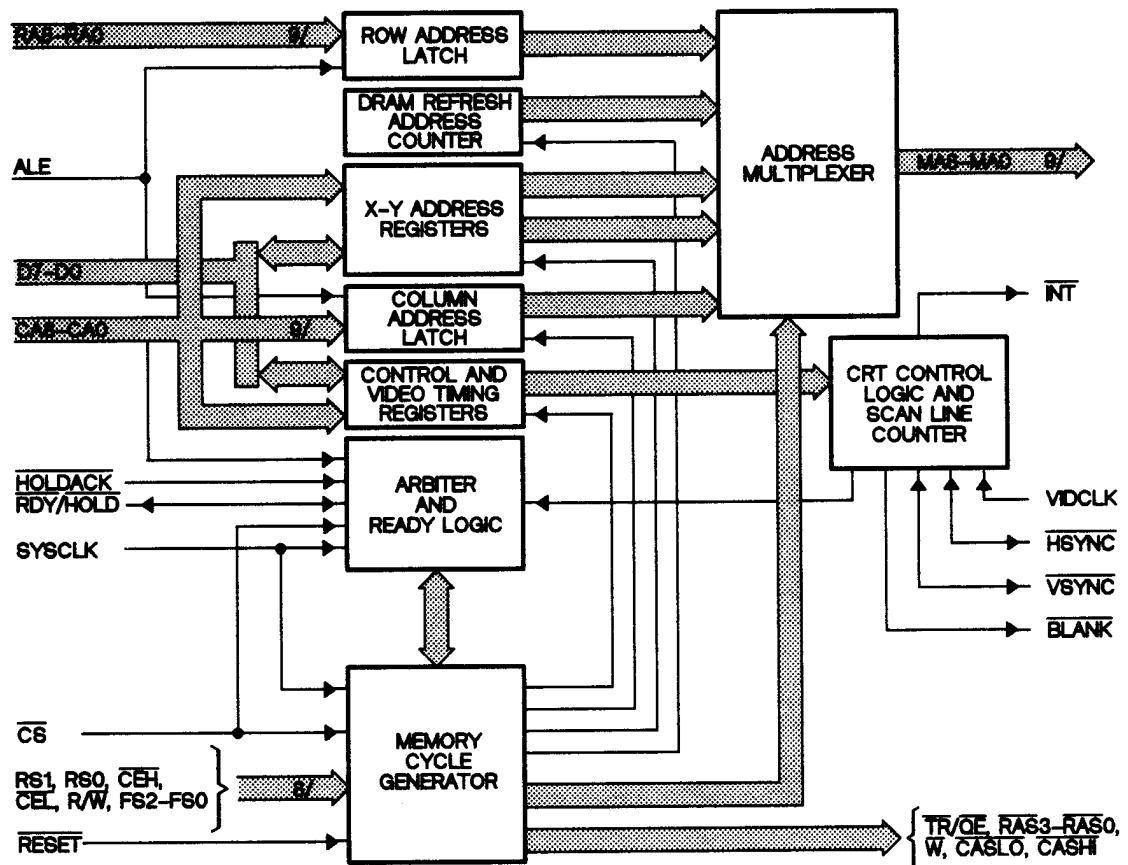 RA8-RA0 9/
ROW ADDRESS
LATCH
DRAM REFRESH
ADDRESS
COUNTER
ADDRESS
MULTIPLEXER
MA8-MA0 9/
ALE
X-Y ADDRESS
REGISTERS
D7-D0
COLUMN
ADDRESS
LATCH
CA8-CA0 9/
INT
CONTROL AND
VIDEO TIMING
REGISTERS
CRT CONTROL
LOGIC AND
SCAN LINE
COUNTER
HOLDACK
RDY/HOLD
ARBITER
AND
READY LOGIC
SYSCLK
VIDCLK
HSYNC
VSYNC
BLANK
CS
MEMORY
CYCLE
GENERATOR
RS1, RS0, CEH,
CEL, R/W, FS2-FS0
8/
RESET
TR/QE, RAS3-RAS0,
W, CASLO, CASHI